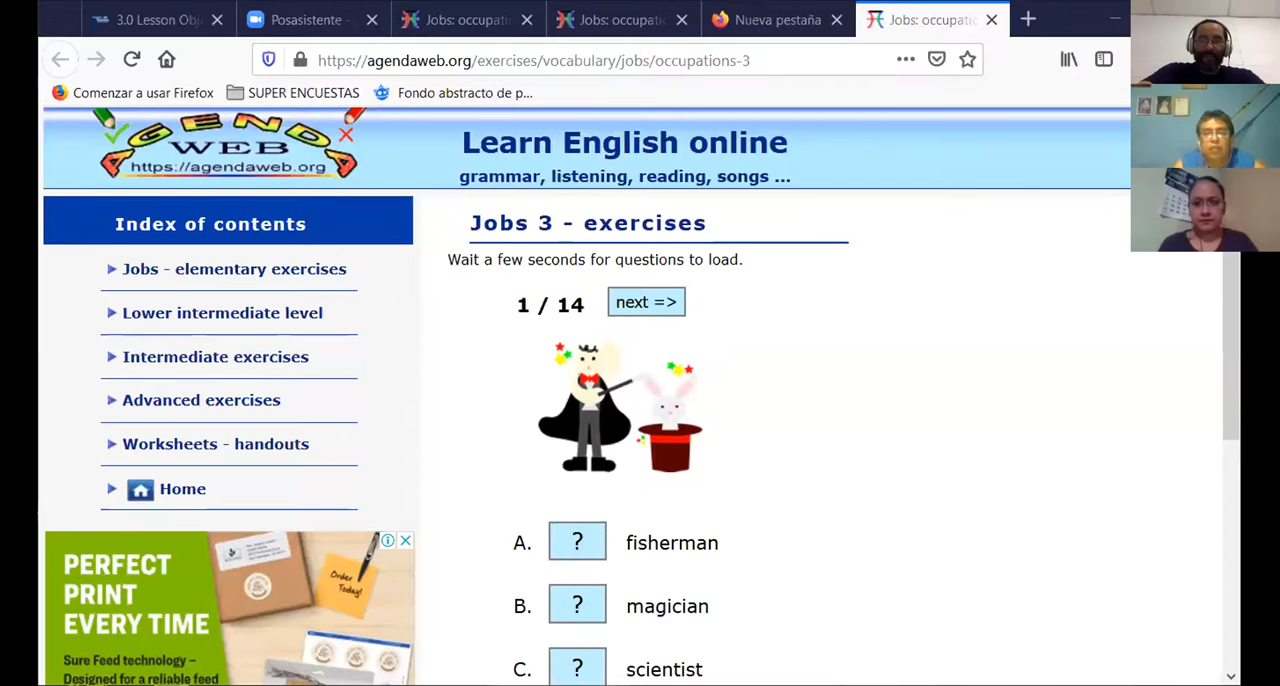 3.0 Lesson Obj
Posasistente -
Jobs: occupati
Jobs: occupatio
Nueva pestaña
Jobs: occupatio
https://agendaweb.org/exercises/vocabulary/jobs/occupations-3
Comenzar a usar Firefox
SUPER ENCUESTAS
Fondo abstracto de p...
AGENDA
WEB
https://agendaweb.org
Learn English online
grammar, listening, reading, songs ...
Index of contents
Jobs - elementary exercises
Lower intermediate level
Intermediate exercises
Advanced exercises
Worksheets - handouts
Home
Jobs 3 - exercises
Wait a few seconds for questions to load.
1 / 14 next =>
A. ? fisherman
B. ? magician
C. ? scientist
PERFECT
PRINT
EVERY TIME
Order
Today!
Sure Feed technology –
Designed for a reliable feed